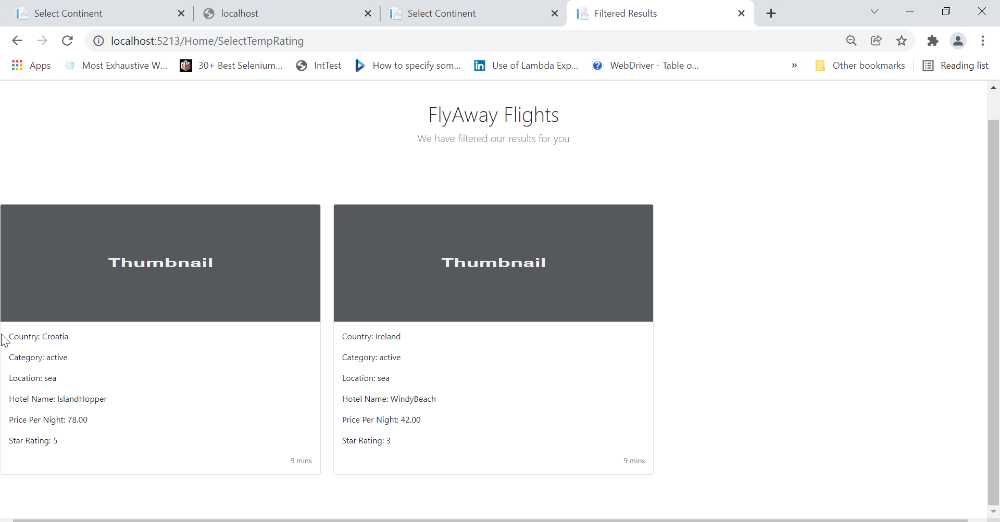 Select Continent
localhost
Select Continent
Filtered Results
localhost:5213/Home/SelectTempRating
Apps
Most Exhaustive W...
30+ Best Selenium...
IntTest
How to specify som...
Use of Lambda Exp...
WebDriver - Table o...
»
Other bookmarks
Reading list
FlyAway Flights
We have filtered our results for you
Thumbnail
Country: Croatia
Category: active
Location: sea
Hotel Name: IslandHopper
Price Per Night: 78.00
Star Rating: 5
9 mins
Thumbnail
Country: Ireland
Category: active
Location: sea
Hotel Name: WindyBeach
Price Per Night: 42.00
Star Rating: 3
9 mins